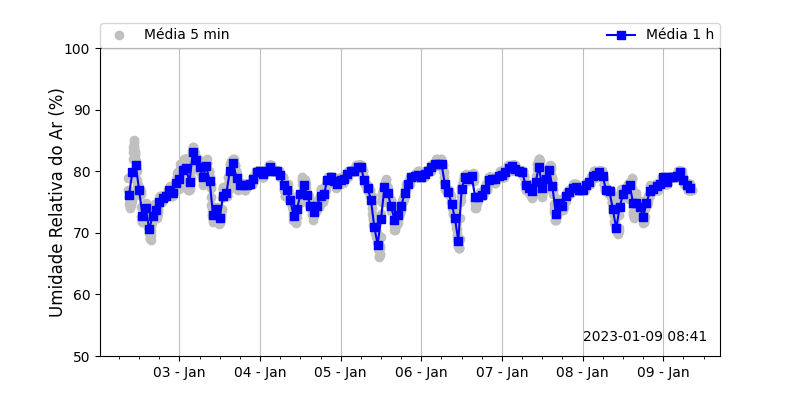 Média 5 min Média 1 h
Umidade Relativa do Ar (%)
100
90
80
70
60
50
2023-01-09 08:41
03 - Jan 04 - Jan 05 - Jan 06 - Jan 07 - Jan 08 - Jan 09 - Jan